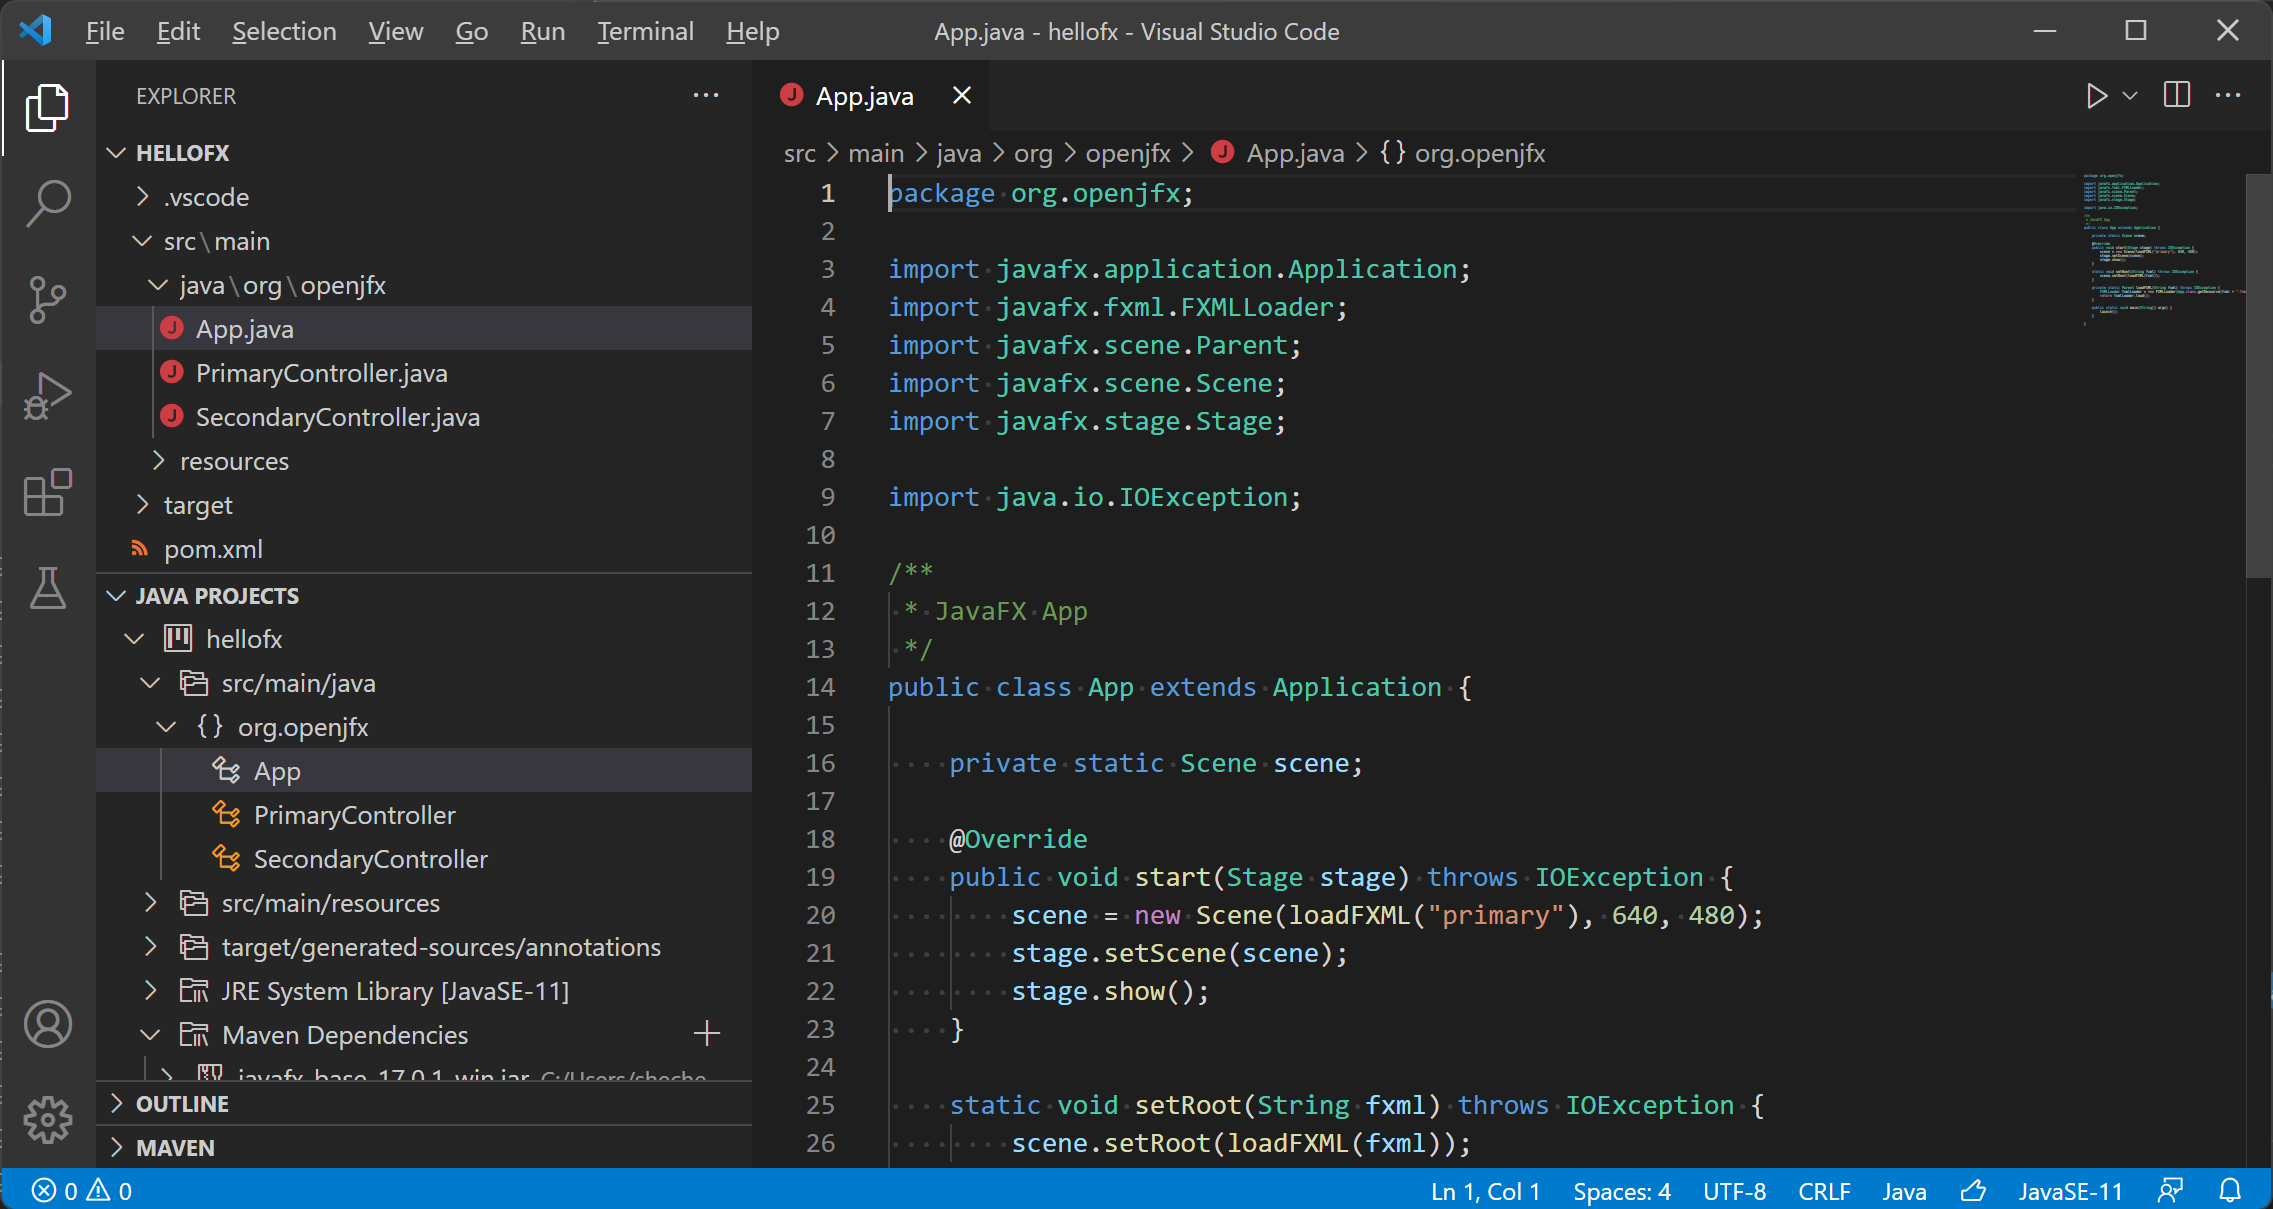 File Edit Selection View Go Run Terminal Help
App.java - hellofx - Visual Studio Code
EXPLORER
HELLOFX
.vscode
src\main
java\org\openjfx
App.java
PrimaryController.java
SecondaryController.java
resources
target
pom.xml
JAVA PROJECTS
hellofx
src/main/java
{} org.openjfx
App
PrimaryController
SecondaryController
src/main/resources
target/generated-sources/annotations
JRE System Library [JavaSE-11]
Maven Dependencies
javafx-base-17.0.1-win.jar C:/Users/sheche
OUTLINE
MAVEN
App.java
src > main > java > org > openjfx > App.java > {} org.openjfx
1 package org.openjfx;
2
3 import javafx.application.Application;
4 import javafx.fxml.FXMLLoader;
5 import javafx.scene.Parent;
6 import javafx.scene.Scene;
7 import javafx.stage.Stage;
8
9 import java.io.IOException;
10
11 /**
12 * JavaFX App
13 */
14 public class App extends Application {
15
16 private static Scene scene;
17
18 @Override
19 public void start(Stage stage) throws IOException {
20 scene = new Scene(loadFXML("primary"), 640, 480);
21 stage.setScene(scene);
22 stage.show();
23 }
24
25 static void setRoot(String fxml) throws IOException {
26 scene.setRoot(loadFXML(fxml));
0 0
Ln 1, Col 1 Spaces: 4 UTF-8 CRLF Java JavaSE-11